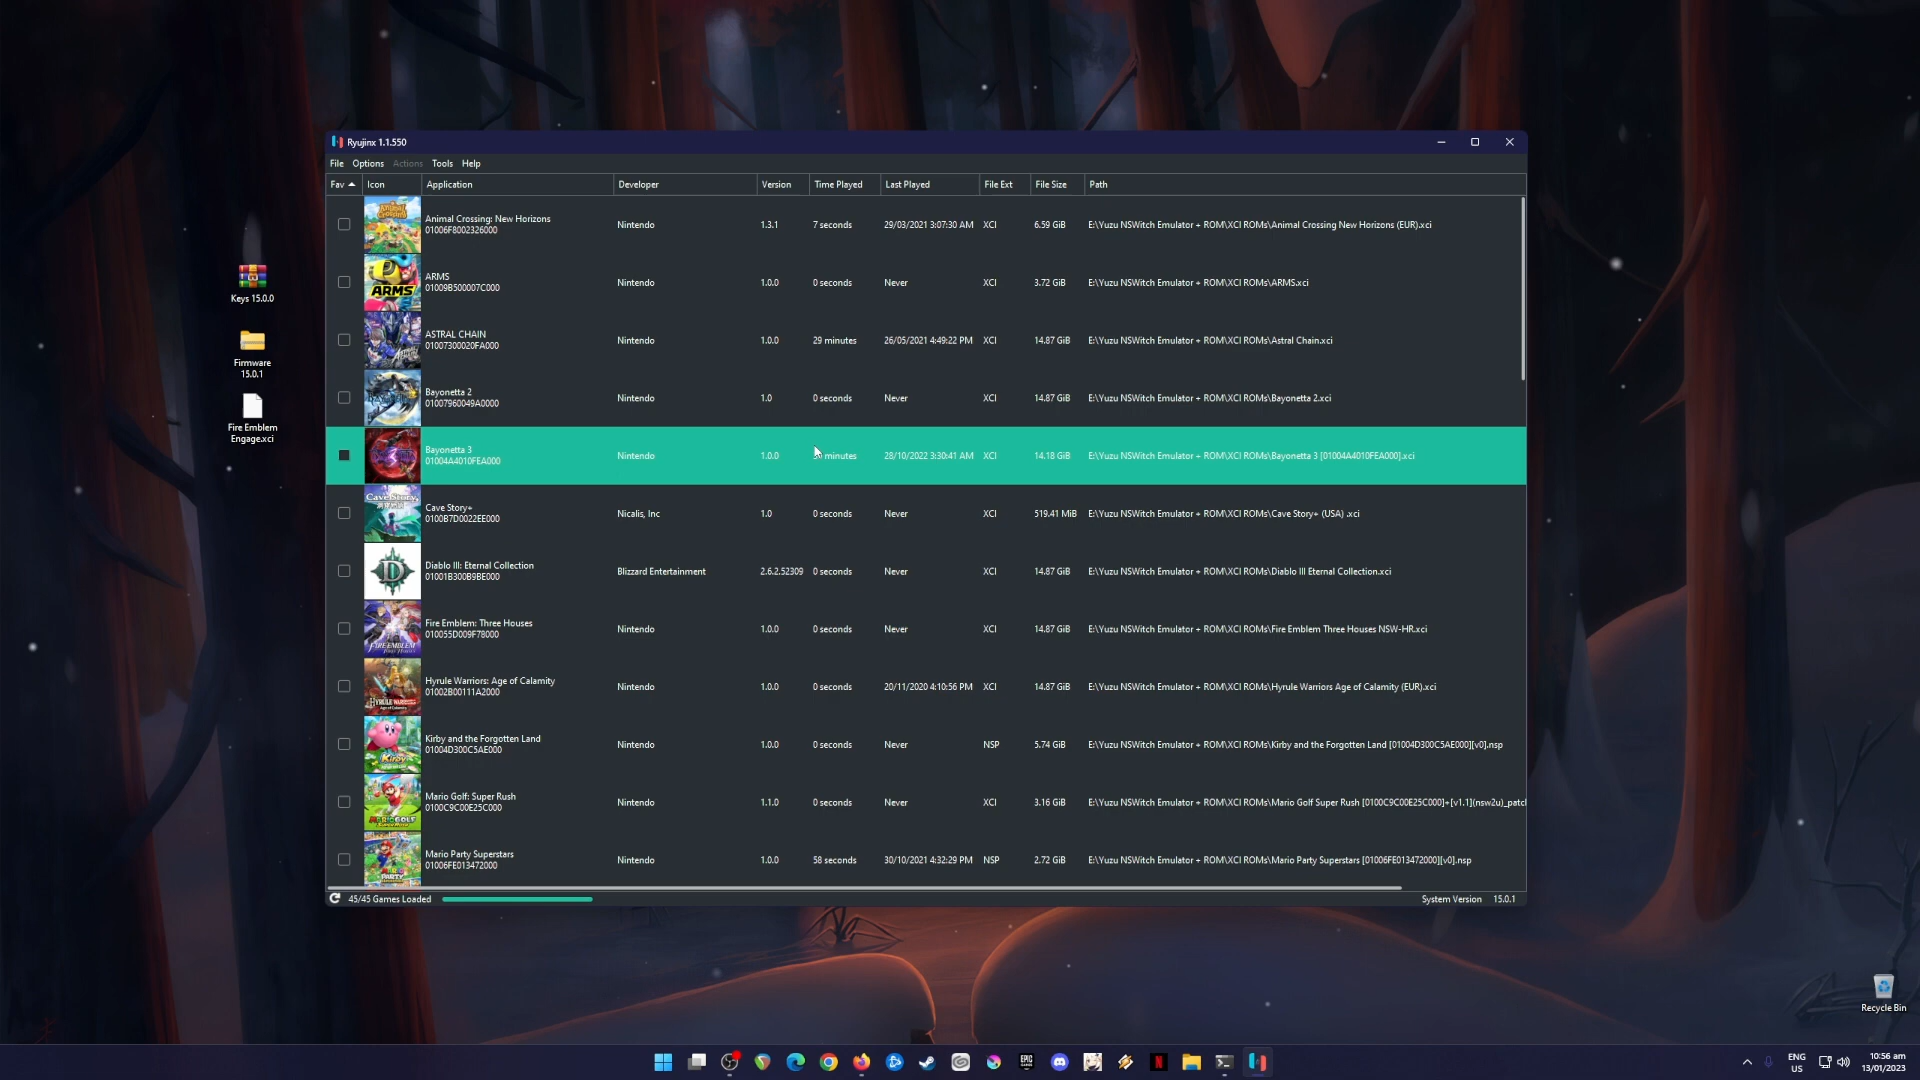 Ryujinx 1.1.550
File Options Actions Tools Help
Fav Icon Application Developer Version Time Played Last Played File Ext File Size Path
Animal Crossing: New Horizons
01006F8002326000
Nintendo 1.3.1 7 seconds 29/03/2021 3:07:30 AM XCI 6.59 GiB E:\Yuzu NSWitch Emulator + ROM\XCI ROMs\Animal Crossing New Horizons (EUR).xci
ARMS
01009B500007C000
Nintendo 1.0.0 0 seconds Never XCI 3.72 GiB E:\Yuzu NSWitch Emulator + ROM\XCI ROMs\ARMS.xci
ASTRAL CHAIN
01007300020FA000
Nintendo 1.0.0 29 minutes 26/05/2021 4:49:22 PM XCI 14.87 GiB E:\Yuzu NSWitch Emulator + ROM\XCI ROMs\Astral Chain.xci
Bayonetta 2
01007960049A0000
Nintendo 1.0 0 seconds Never XCI 14.87 GiB E:\Yuzu NSWitch Emulator + ROM\XCI ROMs\Bayonetta 2.xci
Bayonetta 3
01004A4010FEA000
Nintendo 1.0.0 minutes 28/10/2022 3:30:41 AM XCI 14.18 GiB E:\Yuzu NSWitch Emulator + ROM\XCI ROMs\Bayonetta 3 [01004A4010FEA000].xci
Cave Story+
0100B7D0022EE000
Nicalis, Inc 1.0 0 seconds Never XCI 519.41 MiB E:\Yuzu NSWitch Emulator + ROM\XCI ROMs\Cave Story+ (USA) .xci
Diablo III: Eternal Collection
01001B300B9BE000
Blizzard Entertainment 2.6.2.52309 0 seconds Never XCI 14.87 GiB E:\Yuzu NSWitch Emulator + ROM\XCI ROMs\Diablo III Eternal Collection.xci
Fire Emblem: Three Houses
010055D009F78000
Nintendo 1.0.0 0 seconds Never XCI 14.87 GiB E:\Yuzu NSWitch Emulator + ROM\XCI ROMs\Fire Emblem Three Houses NSW-HR.xci
Hyrule Warriors: Age of Calamity
01002B00111A2000
Nintendo 1.0.0 0 seconds 20/11/2020 4:10:56 PM XCI 14.87 GiB E:\Yuzu NSWitch Emulator + ROM\XCI ROMs\Hyrule Warriors Age of Calamity (EUR).xci
Kirby and the Forgotten Land
01004D300C5AE000
Nintendo 1.0.0 0 seconds Never NSP 5.74 GiB E:\Yuzu NSWitch Emulator + ROM\XCI ROMs\Kirby and the Forgotten Land [01004D300C5AE000][v0].nsp
Mario Golf: Super Rush
0100C9C00E25C000
Nintendo 1.1.0 0 seconds Never XCI 3.16 GiB E:\Yuzu NSWitch Emulator + ROM\XCI ROMs\Mario Golf Super Rush [0100C9C00E25C000]+[v1.1](nsw2u)_patc
Mario Party Superstars
01006FE013472000
Nintendo 1.0.0 58 seconds 30/10/2021 4:32:29 PM NSP 2.72 GiB E:\Yuzu NSWitch Emulator + ROM\XCI ROMs\Mario Party Superstars [01006FE013472000][v0].nsp
45/45 Games Loaded System Version 15.0.1
Keys 15.0.0
Firmware
15.0.1
Fire Emblem
Engage.xci
Recycle Bin
ENG
US
10:56 am
13/01/2023